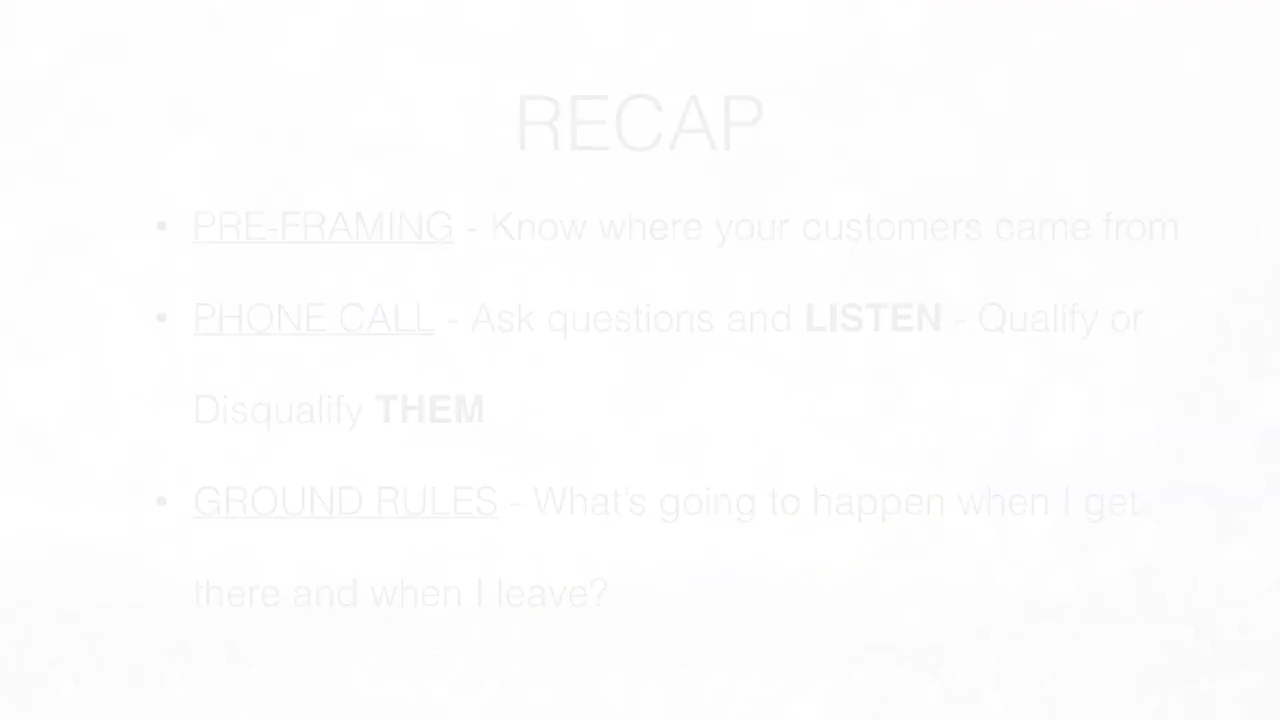 RECAP
• PRE-FRAMING - Know where your customers came from
• PHONE CALL - Ask questions and LISTEN - Qualify or
Disqualify THEM
• GROUND RULES - What's going to happen when I get
there and when I leave?